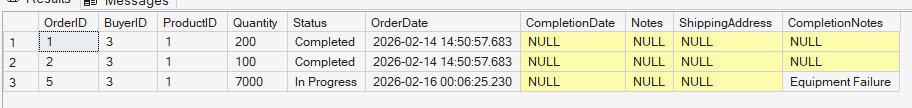 Results Messages
OrderID BuyerID ProductID Quantity Status OrderDate CompletionDate Notes ShippingAddress CompletionNotes
1 1 3 1 200 Completed 2026-02-14 14:50:57.683 NULL NULL NULL NULL
2 2 3 1 100 Completed 2026-02-14 14:50:57.683 NULL NULL NULL NULL
3 5 3 1 7000 In Progress 2026-02-16 00:06:25.230 NULL NULL NULL Equipment Failure